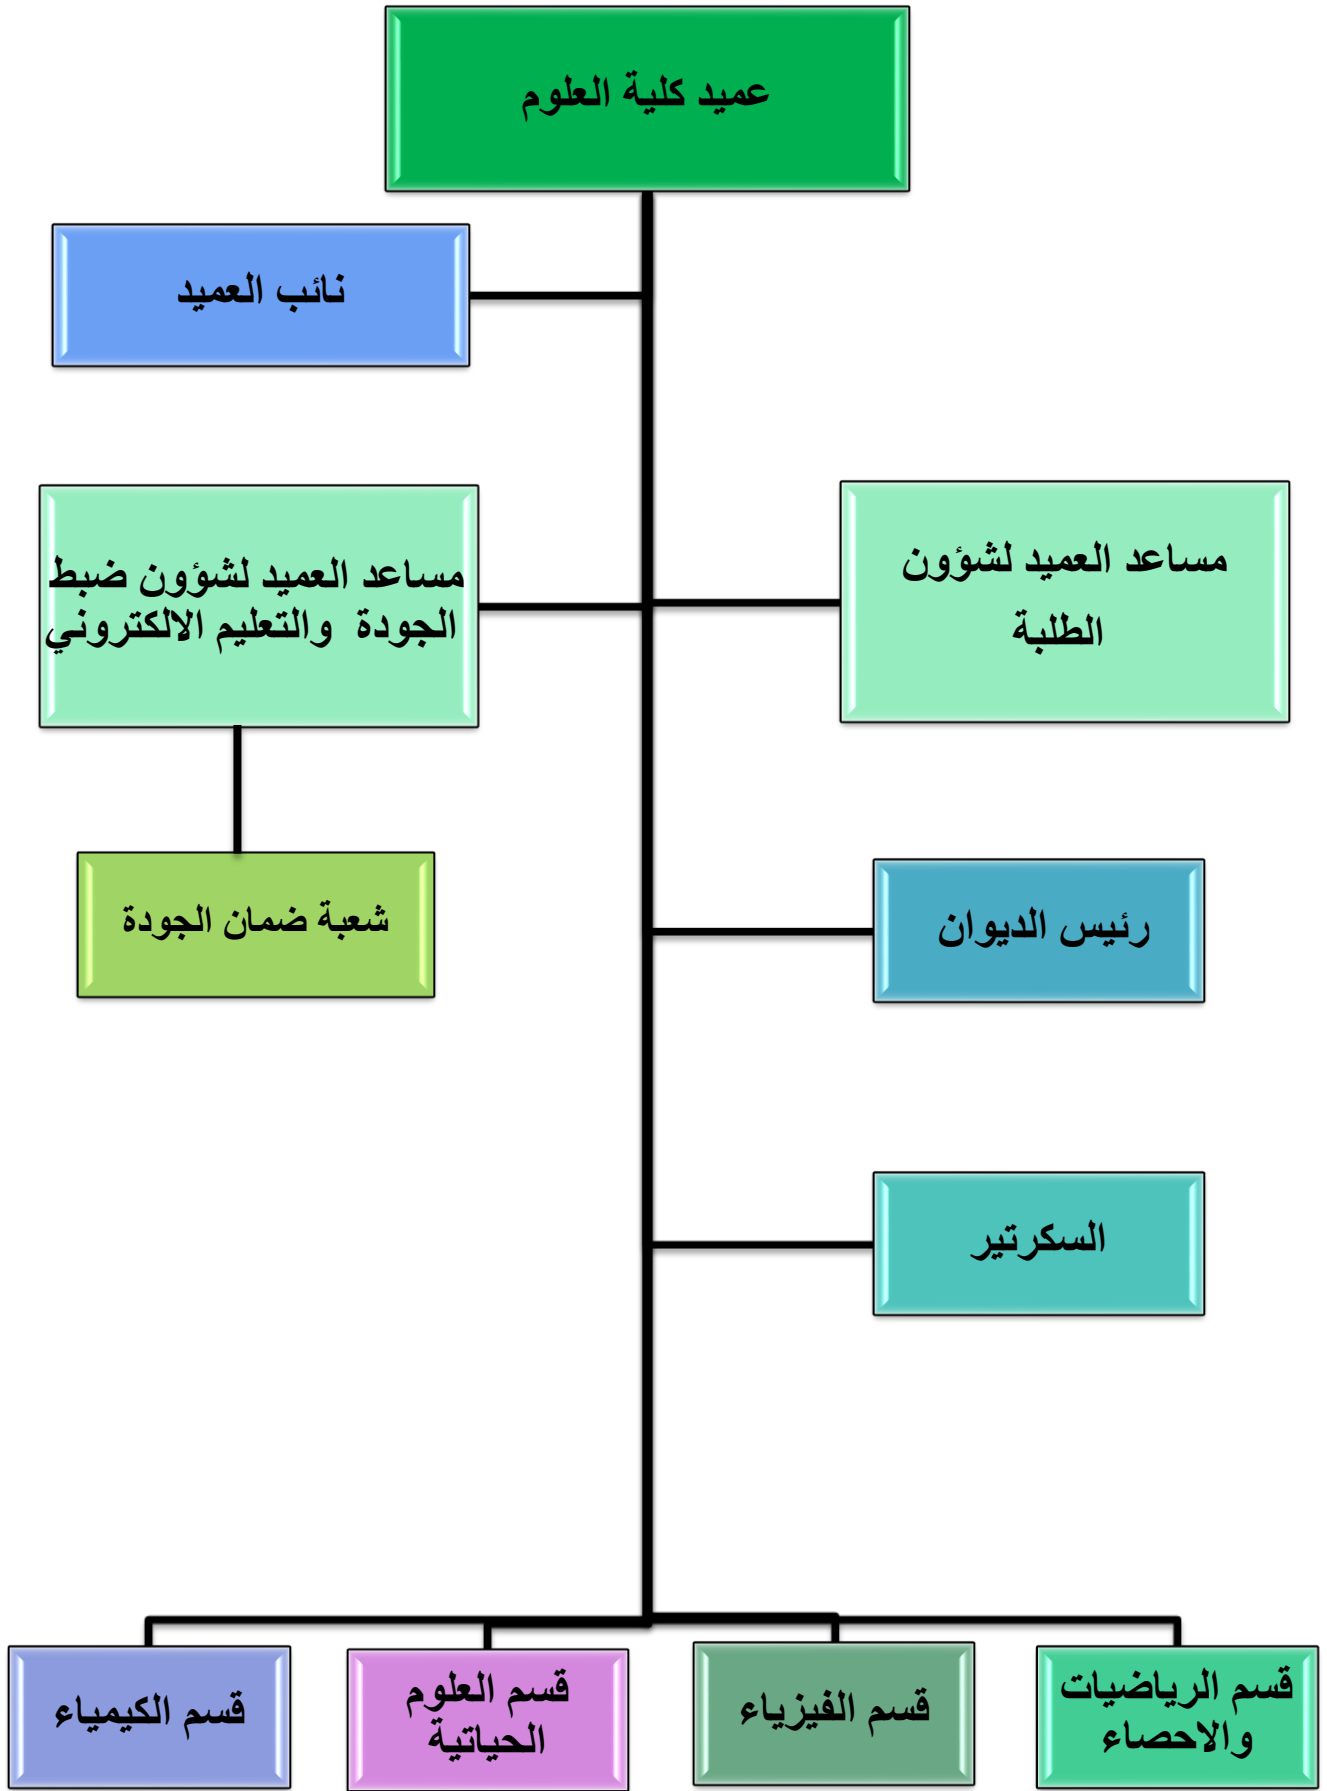 عميد كلية العلوم
نائب العميد
مساعد العميد لشؤون
الطلبة
مساعد العميد لشؤون ضبط
الجودة والتعليم الالكتروني
رئيس الديوان
شعبة ضمان الجودة
السكرتير
قسم الرياضيات
والاحصاء
قسم الفيزياء
قسم العلوم
الحياتية
قسم الكيمياء